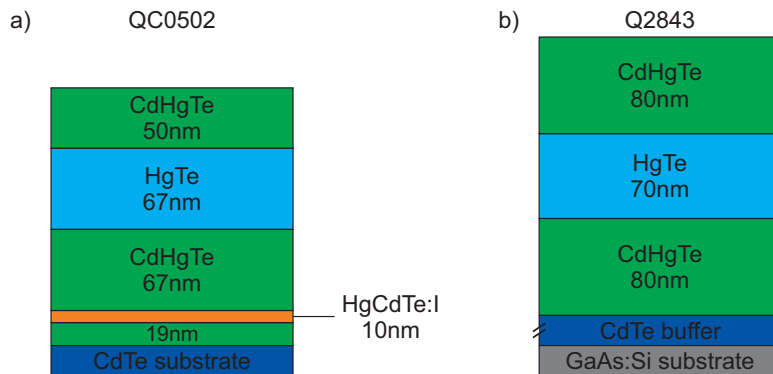 a)
QC0502
CdHgTe
50nm
HgTe
67nm
CdHgTe
67nm
HgCdTe:I
10nm
19nm
CdTe substrate
b)
Q2843
CdHgTe
80nm
HgTe
70nm
CdHgTe
80nm
CdTe buffer
GaAs:Si substrate